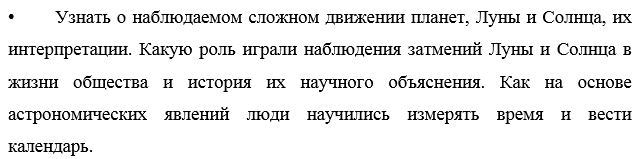 • Узнать о наблюдаемом сложном движении планет, Луны и Солнца, их
интерпретации. Какую роль играли наблюдения затмений Луны и Солнца в
жизни общества и история их научного объяснения. Как на основе
астрономических явлений люди научились измерять время и вести
календарь.